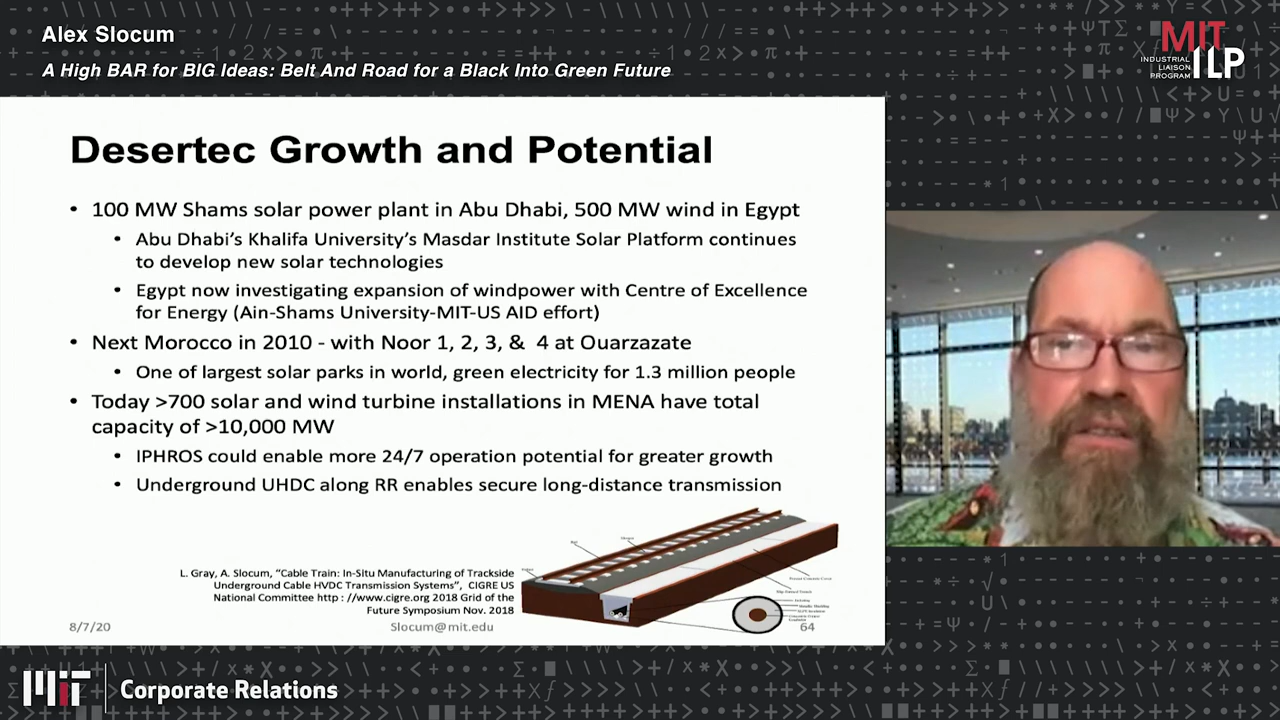 Alex Slocum
A High BAR for BIG Ideas: Belt And Road for a Black Into Green Future
MIT
INDUSTRIAL
LIAISON
PROGRAM
ILP
Desertec Growth and Potential
• 100 MW Shams solar power plant in Abu Dhabi, 500 MW wind in Egypt
• Abu Dhabi's Khalifa University's Masdar Institute Solar Platform continues
to develop new solar technologies
• Egypt now investigating expansion of windpower with Centre of Excellence
for Energy (Ain-Shams University-MIT-US AID effort)
• Next Morocco in 2010 - with Noor 1, 2, 3, & 4 at Ouarzazate
• One of largest solar parks in world, green electricity for 1.3 million people
• Today >700 solar and wind turbine installations in MENA have total
capacity of >10,000 MW
• IPHROS could enable more 24/7 operation potential for greater growth
• Underground UHDC along RR enables secure long-distance transmission
L. Gray, A. Slocum, "Cable Train: In-Situ Manufacturing of Trackside
Underground Cable HVDC Transmission Systems", CIGRE US
National Committee http : //www.cigre.org 2018 Grid of the
Future Symposium Nov. 2018
8/7/20
Slocum@mit.edu
64
MIT
Corporate Relations